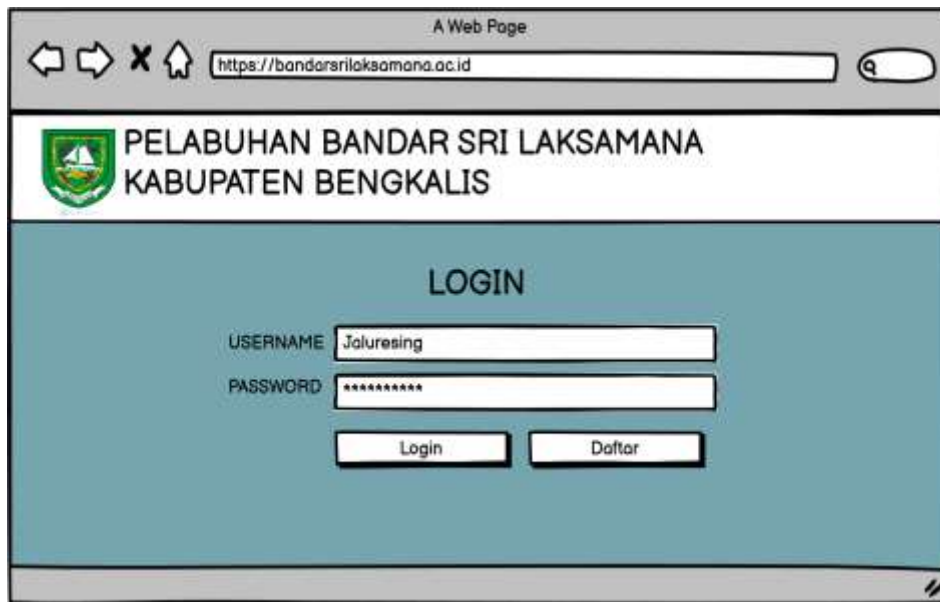 A Web Page
https://bandarsrilaksamana.ac.id
PELABUHAN BANDAR SRI LAKSAMANA
KABUPATEN BENGKALIS
LOGIN
USERNAME Jaluresing
PASSWORD **********
Login Daftar